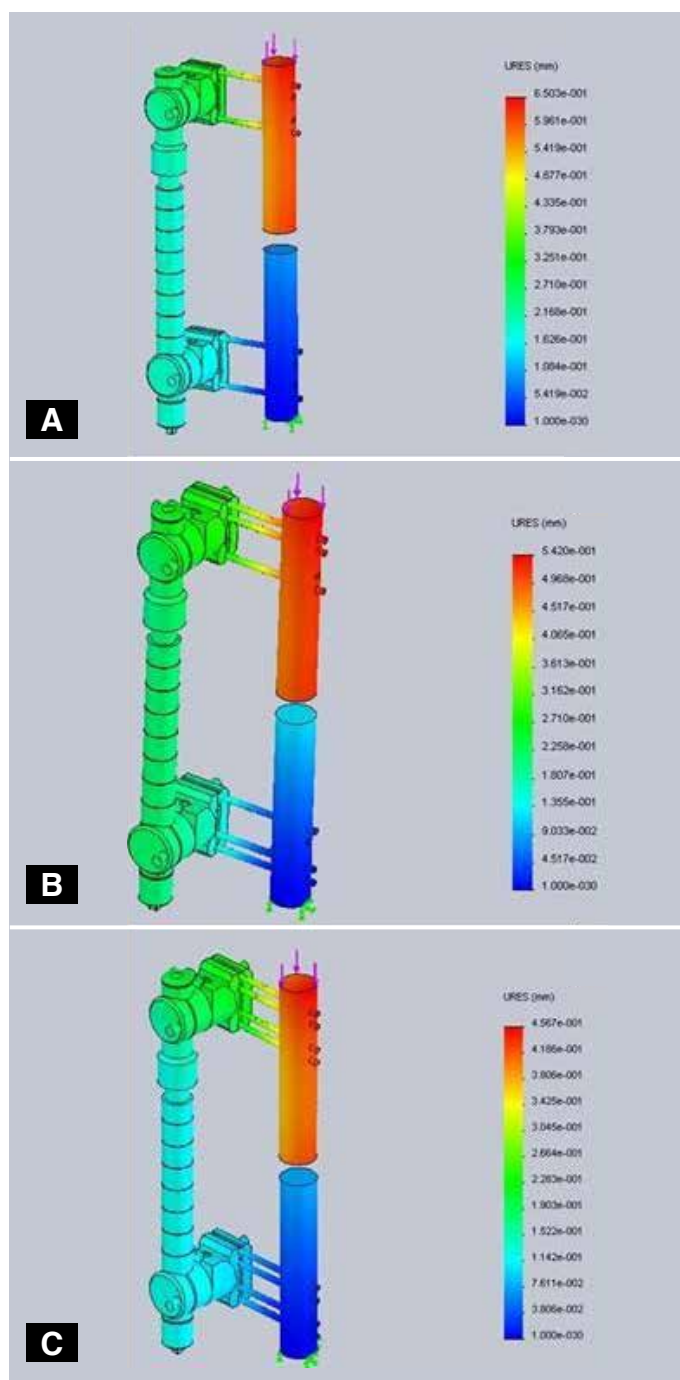 URES (mm)
6.503e-001
5.961e-001
5.419e-001
4.877e-001
4.335e-001
3.793e-001
3.251e-001
2.710e-001
2.168e-001
1.626e-001
1.084e-001
5.419e-002
1.000e-030
A
URES (mm)
5.420e-001
4.968e-001
4.517e-001
4.065e-001
3.613e-001
3.162e-001
2.710e-001
2.258e-001
1.807e-001
1.355e-001
9.033e-002
4.517e-002
1.000e-030
B
URES (mm)
4.567e-001
4.186e-001
3.806e-001
3.425e-001
3.045e-001
2.664e-001
2.283e-001
1.903e-001
1.522e-001
1.142e-001
7.611e-002
3.806e-002
1.000e-030
C